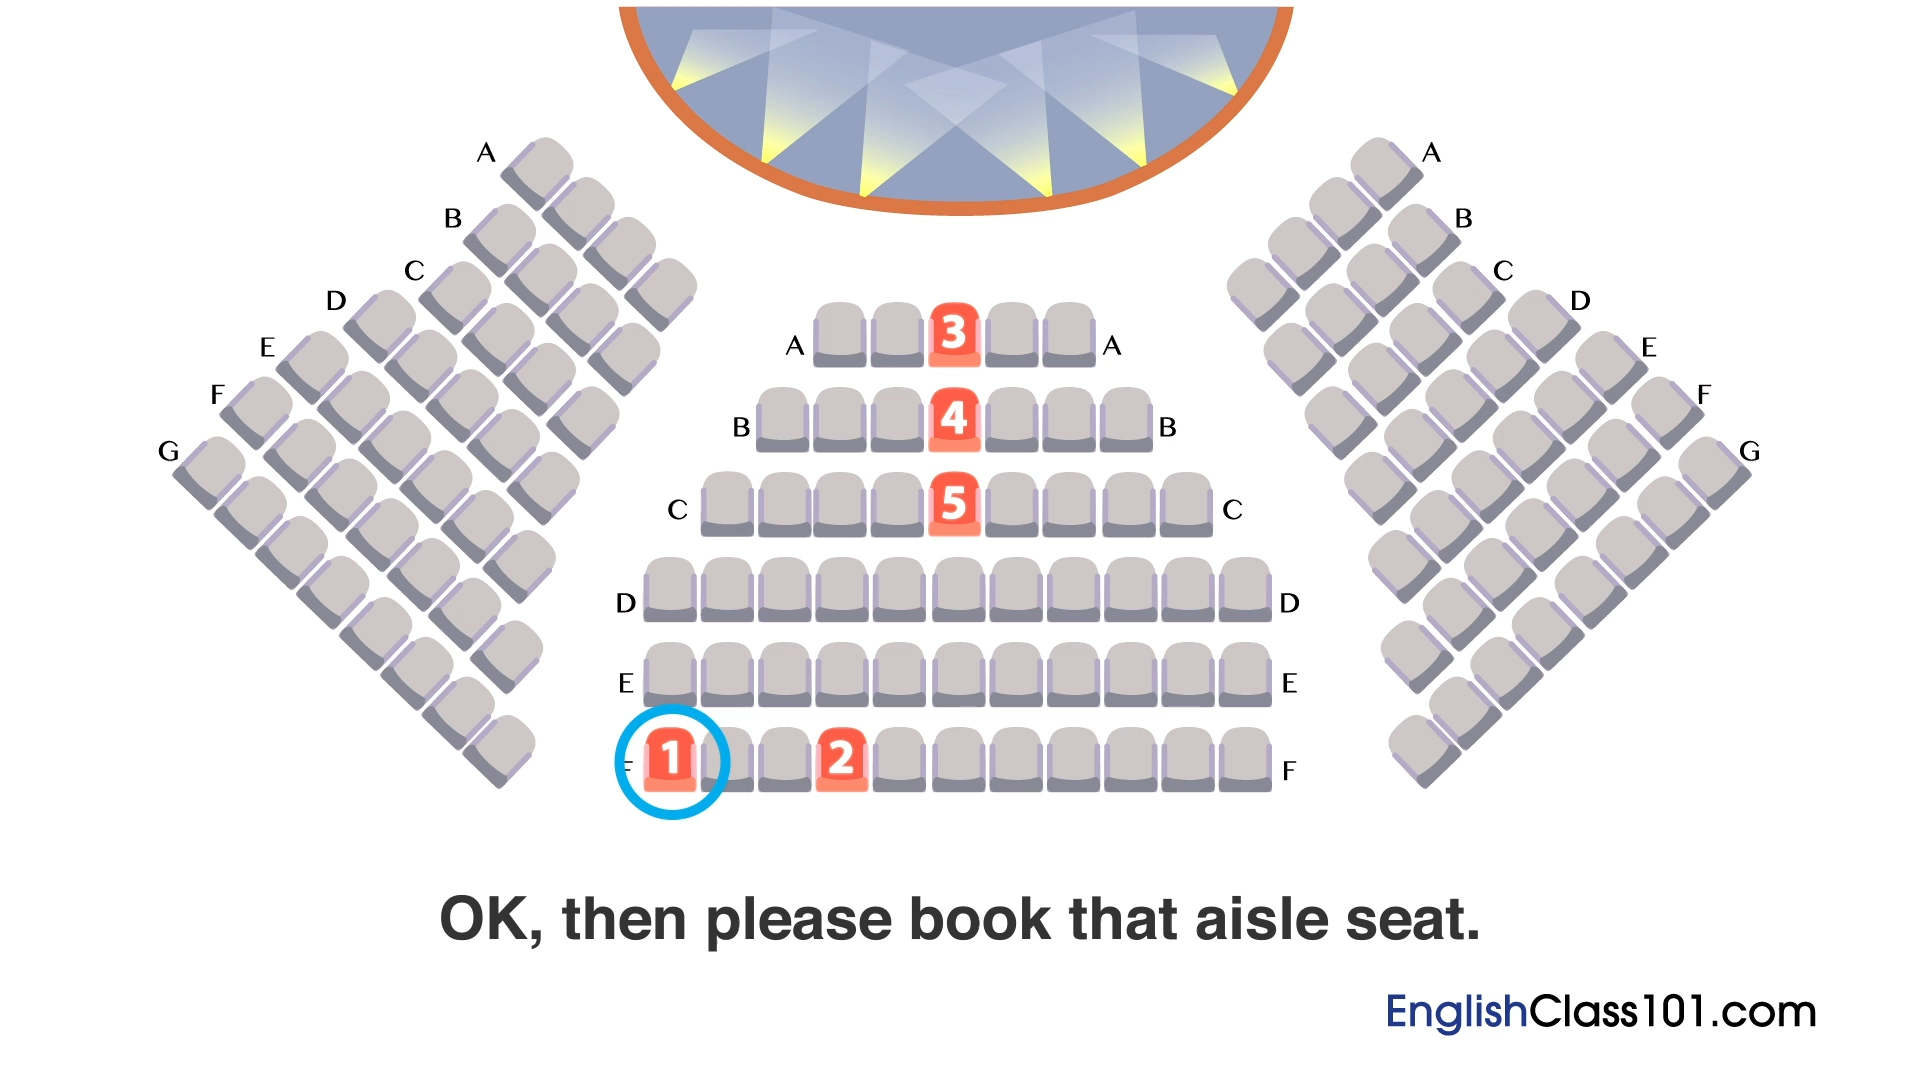 A A
B B
C C
D D
E E
F F
G G
A 3 A
B 4 B
C 5 C
D D
E E
F 1 2 F
OK, then please book that aisle seat.
EnglishClass101.com